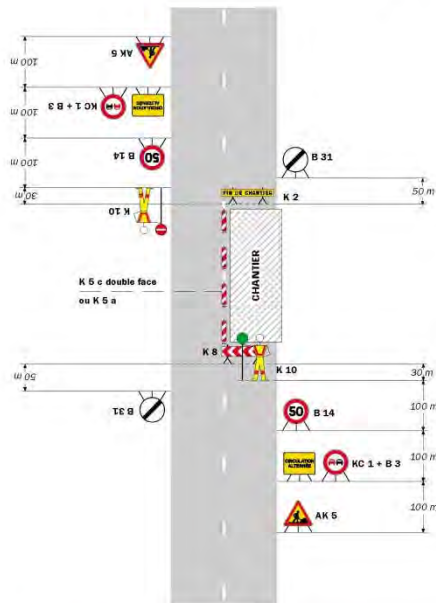 100 m
AK 5
100 m
CIRCULATION
ALTERNÉE
KC 1 + B 3
100 m
50
B 14
30 m
K 10
B 31
50 m
FIN DE CHANTIER
K 2
K 5 c double face
ou K 5 a
CHANTIER
K 8
K 10
30 m
50 m
B 31
50
B 14
100 m
CIRCULATION
ALTERNÉE
KC 1 + B 3
100 m
AK 5
100 m